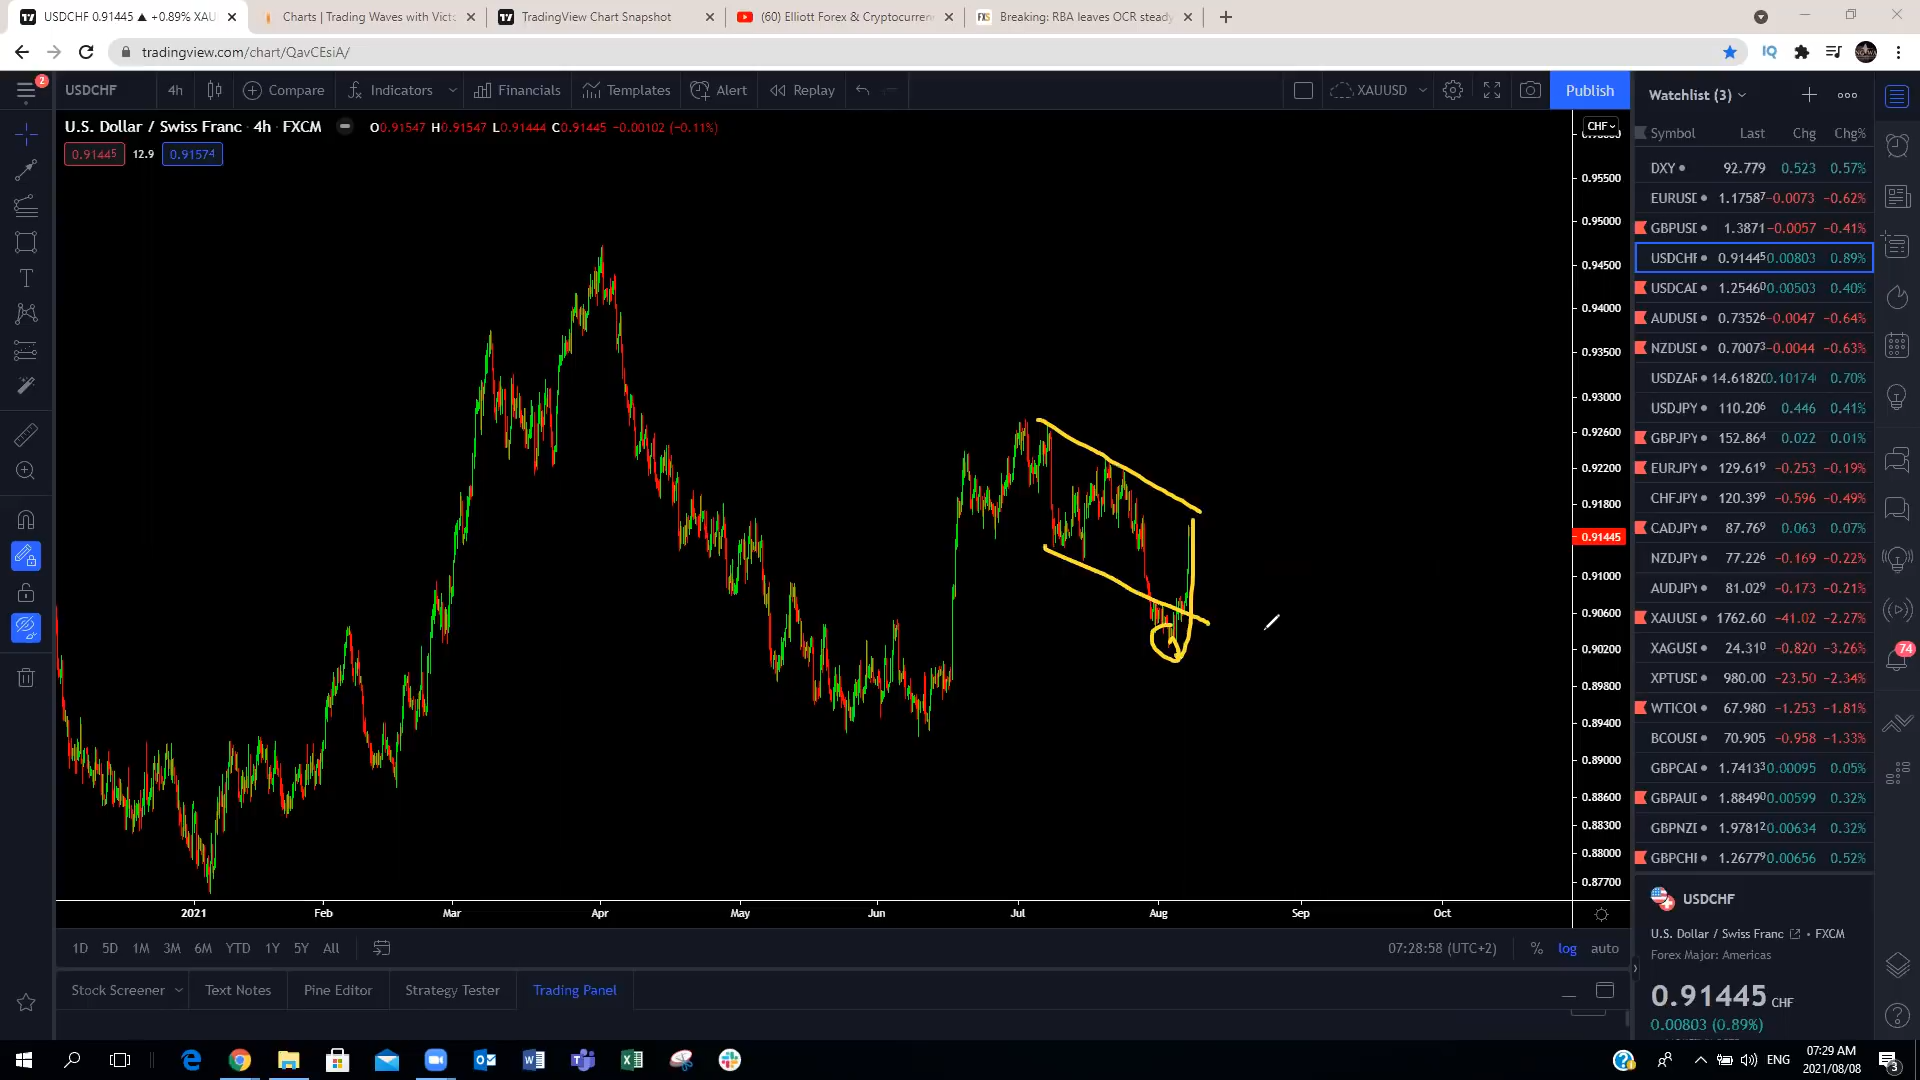 USDCHF 0.91445 ▲ +0.89% XAU
Charts | Trading Waves with Victo
TradingView Chart Snapshot
(60) Elliott Forex & Cryptocurren
FXS Breaking: RBA leaves OCR steady
tradingview.com/chart/QavCEsiA/
IQ
2
USDCHF 4h Compare Indicators Financials Templates Alert Replay XAUUSD Publish
U.S. Dollar / Swiss Franc · 4h · FXCM O0.91547 H0.91547 L0.91444 C0.91445 −0.00102 (−0.11%)
0.91445 12.9 0.91574
CHF
0.95500
0.95000
0.94500
0.94000
0.93500
0.93000
0.92600
0.92200
0.91800
0.91445
0.91000
0.90600
0.90200
0.89800
0.89400
0.89000
0.88600
0.88300
0.88000
0.87700
2021 Feb Mar Apr May Jun Jul Aug Sep Oct
1D 5D 1M 3M 6M YTD 1Y 5Y All 07:28:58 (UTC+2) % log auto
Stock Screener Text Notes Pine Editor Strategy Tester Trading Panel
Watchlist (3)
Symbol Last Chg Chg%
DXY 92.779 0.523 0.57%
EURUSD 1.17587 −0.0073 −0.62%
GBPUSD 1.3871 −0.0057 −0.41%
USDCHF 0.91445 0.00803 0.89%
USDCAD 1.25460 0.00503 0.40%
AUDUSD 0.73526 −0.0047 −0.64%
NZDUSD 0.70073 −0.0044 −0.63%
USDZAR 14.61820 0.10174 0.70%
USDJPY 110.206 0.446 0.41%
GBPJPY 152.864 0.022 0.01%
EURJPY 129.619 −0.253 −0.19%
CHFJPY 120.399 −0.596 −0.49%
CADJPY 87.769 0.063 0.07%
NZDJPY 77.226 −0.169 −0.22%
AUDJPY 81.029 −0.173 −0.21%
XAUUSD 1762.60 −41.02 −2.27%
XAGUSD 24.310 −0.820 −3.26%
XPTUSD 980.00 −23.50 −2.34%
WTICOU 67.980 −1.253 −1.81%
BCOUSD 70.905 −0.958 −1.33%
GBPCAD 1.74133 0.00095 0.05%
GBPAUD 1.88490 0.00599 0.32%
GBPNZD 1.97812 0.00634 0.32%
GBPCHF 1.26779 0.00656 0.52%
USDCHF
U.S. Dollar / Swiss Franc • FXCM
Forex Major: Americas
0.91445 CHF
0.00803 (0.89%)
74
ENG 07:29 AM
2021/08/08
3